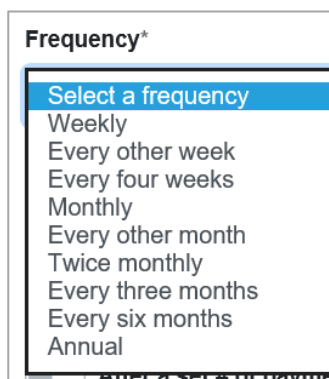 Frequency*
Select a frequency
Weekly
Every other week
Every four weeks
Monthly
Every other month
Twice monthly
Every three months
Every six months
Annual